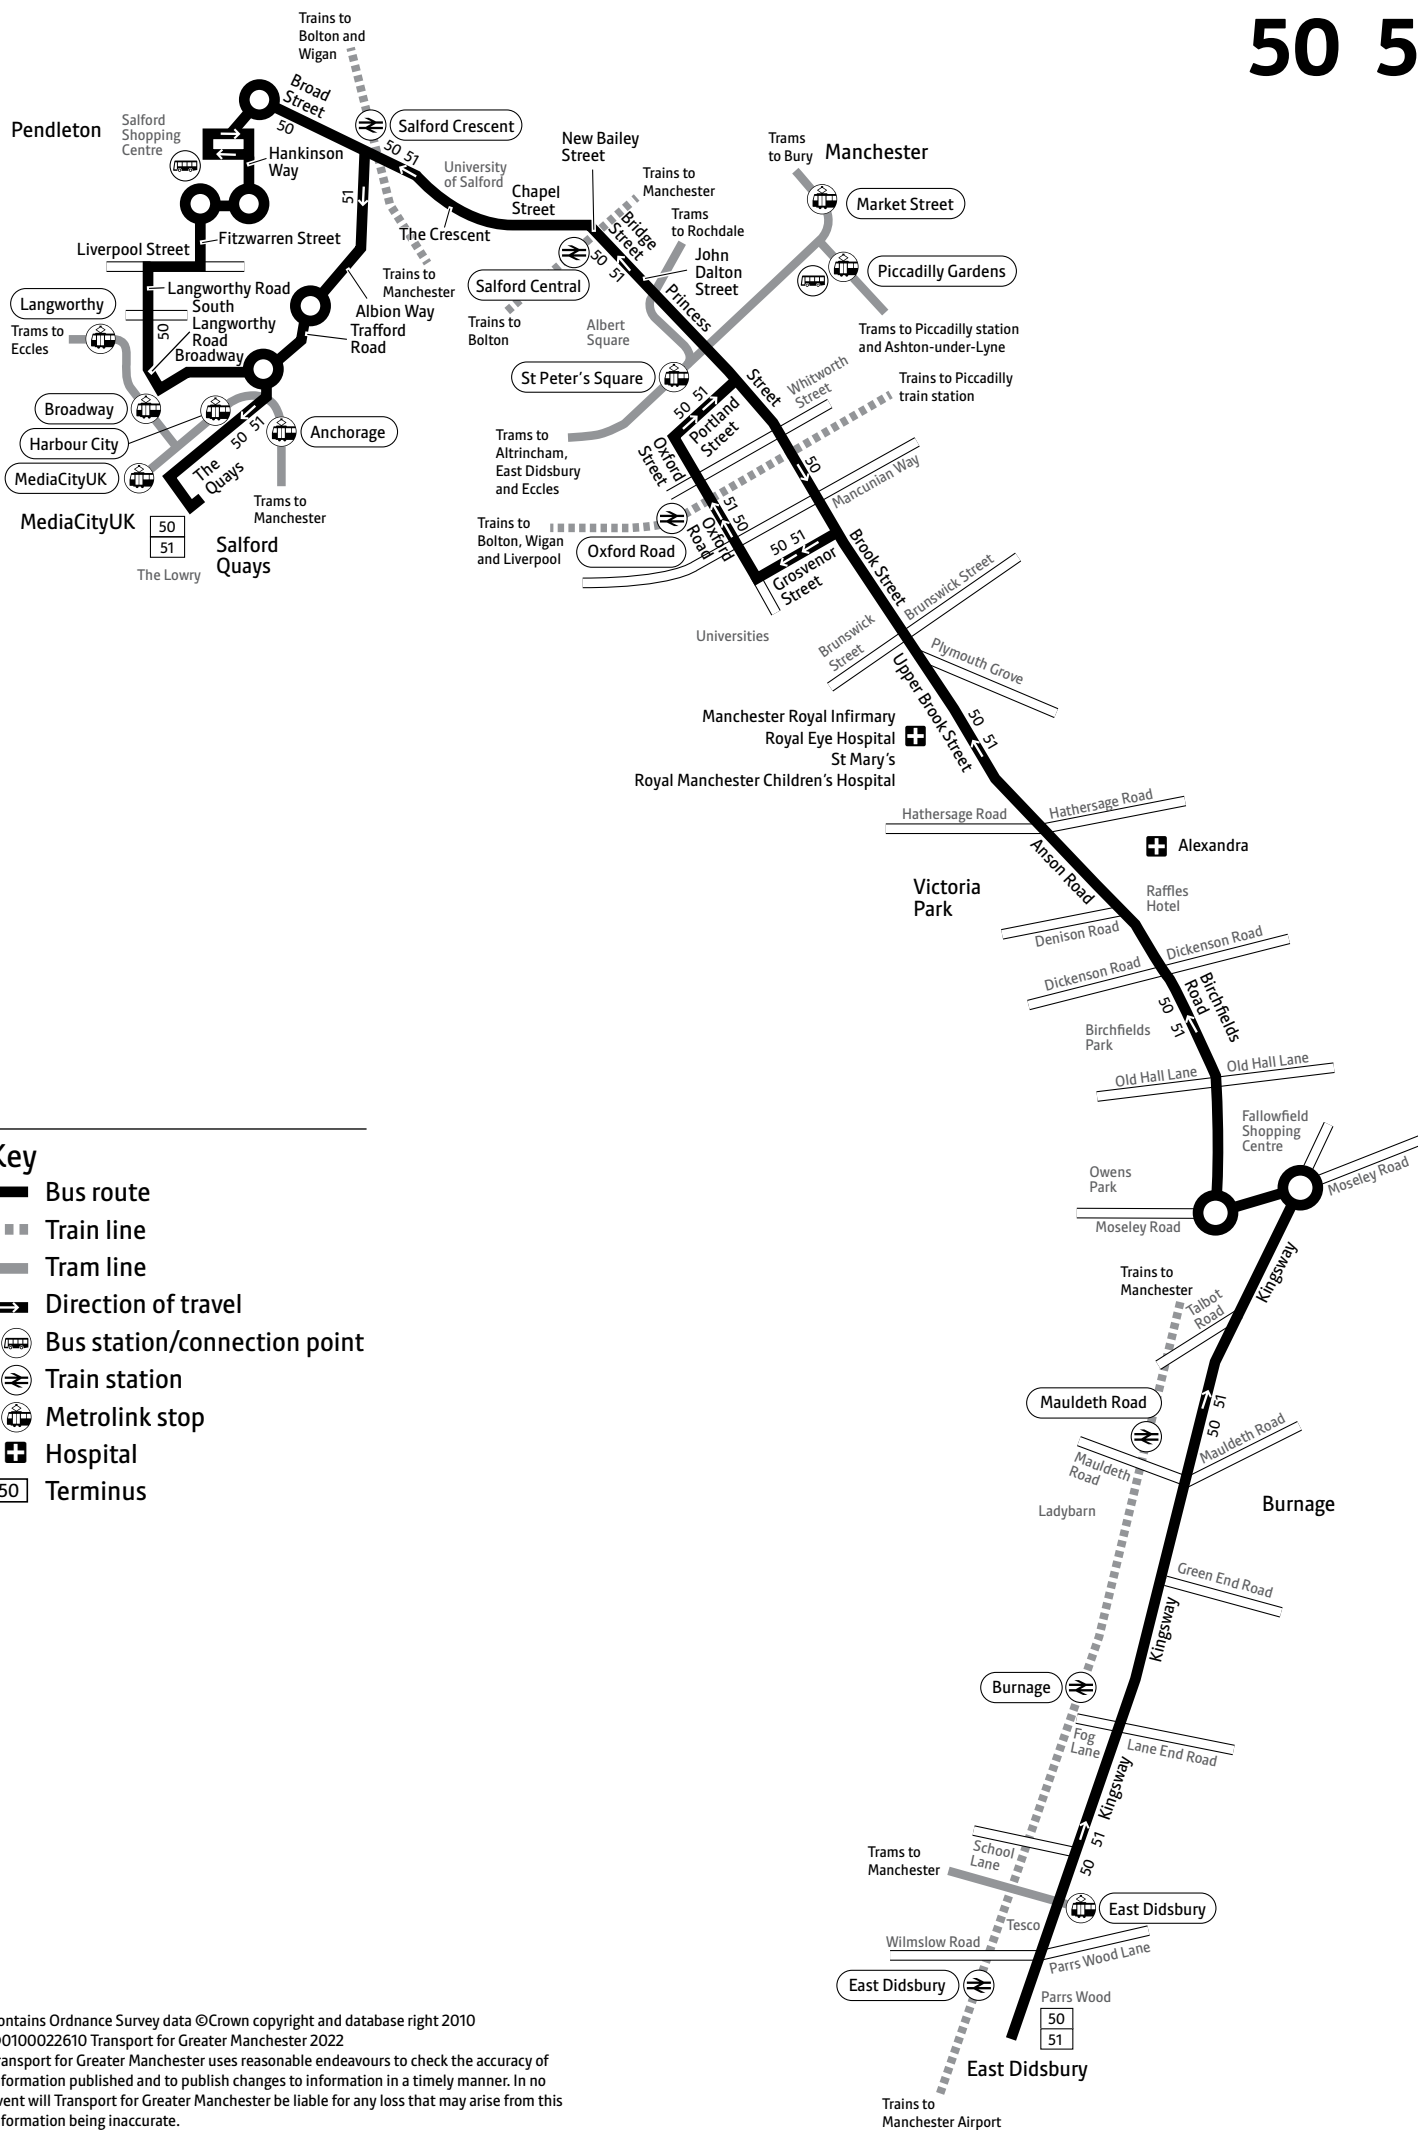 50 5
Trains to
Bolton and
Wigan
Broad
Street
50
Pendleton
Salford
Shopping
Centre
Salford Crescent
50 51
Hankinson
Way
51
University
of Salford
New Bailey
Street
Chapel
Street
The Crescent
Trains to
Manchester
Trams
to Bury
Manchester
Market Street
Trams
to Rochdale
Bridge
Street
50 51
John
Dalton
Street
Salford Central
Piccadilly Gardens
Fitzwarren Street
Liverpool Street
Trains to
Manchester
Langworthy Road
South
Langworthy
Road
Langworthy
Trams to
Eccles
50
Broadway
Albion Way
Trafford
Road
Trains to
Bolton
Albert
Square
Princess
Street
Trams to Piccadilly station
and Ashton-under-Lyne
St Peter's Square
Whitworth
Street
Trains to Piccadilly
train station
50 51
Portland
Street
Broadway
Harbour City
Anchorage
MediaCityUK
50 51
The
Quays
Trams to
Manchester
MediaCityUK
50
51
Salford
Quays
The Lowry
Trams to
Altrincham,
East Didsbury
and Eccles
Oxford
Street
50
Mancunian Way
51 50
Oxford
Road
Trains to
Bolton, Wigan
and Liverpool
Oxford Road
50 51
Grosvenor
Street
Brook Street
Brunswick Street
Universities
Brunswick
Street
Plymouth Grove
Upper Brook Street
50 51
Manchester Royal Infirmary
Royal Eye Hospital
St Mary's
Royal Manchester Children's Hospital
Hathersage Road
Hathersage Road
Anson Road
Alexandra
Victoria
Park
Raffles
Hotel
Denison Road
Dickenson Road
Dickenson Road
Birchfields
Road
50 51
Birchfields
Park
Old Hall Lane
Old Hall Lane
Fallowfield
Shopping
Centre
Owens
Park
Moseley Road
Moseley Road
Kingsway
Trains to
Manchester
Talbot
Road
Mauldeth Road
50 51
Mauldeth Road
Mauldeth
Road
Ladybarn
Burnage
Green End Road
Kingsway
Burnage
Fog
Lane
Lane End Road
Kingsway
50 51
School
Lane
Trams to
Manchester
East Didsbury
Tesco
Wilmslow Road
Parrs Wood Lane
East Didsbury
Parrs Wood
50
51
East Didsbury
Trains to
Manchester Airport
Key
Bus route
Train line
Tram line
Direction of travel
Bus station/connection point
Train station
Metrolink stop
Hospital
50 Terminus
ontains Ordnance Survey data ©Crown copyright and database right 2010
0100022610 Transport for Greater Manchester 2022
ransport for Greater Manchester uses reasonable endeavours to check the accuracy of
formation published and to publish changes to information in a timely manner. In no
vent will Transport for Greater Manchester be liable for any loss that may arise from this
formation being inaccurate.